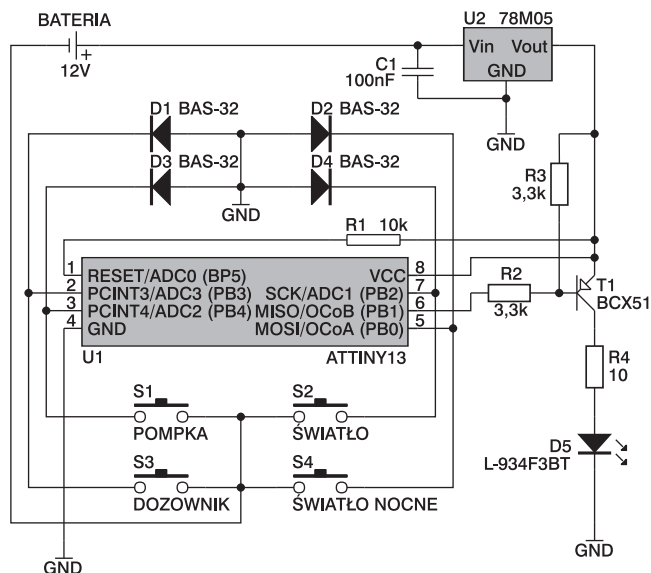 BATERIA
12V
U2 78M05
Vin Vout
GND
C1
100nF
GND
D1 BAS-32
D2 BAS-32
D3 BAS-32
D4 BAS-32
GND
R3
3,3k
R1 10k
1 RESET/ADC0 (BP5) VCC 8
2 PCINT3/ADC3 (PB3) SCK/ADC1 (PB2) 7
3 PCINT4/ADC2 (PB4) MISO/OCoB (PB1) 6
4 GND MOSI/OCoA (PB0) 5
U1 ATTINY13
R2
3,3k
T1
BCX51
R4
10
S1
POMPKA
S2
ŚWIATŁO
S3
DOZOWNIK
S4
ŚWIATŁO NOCNE
D5
L-934F3BT
GND
GND